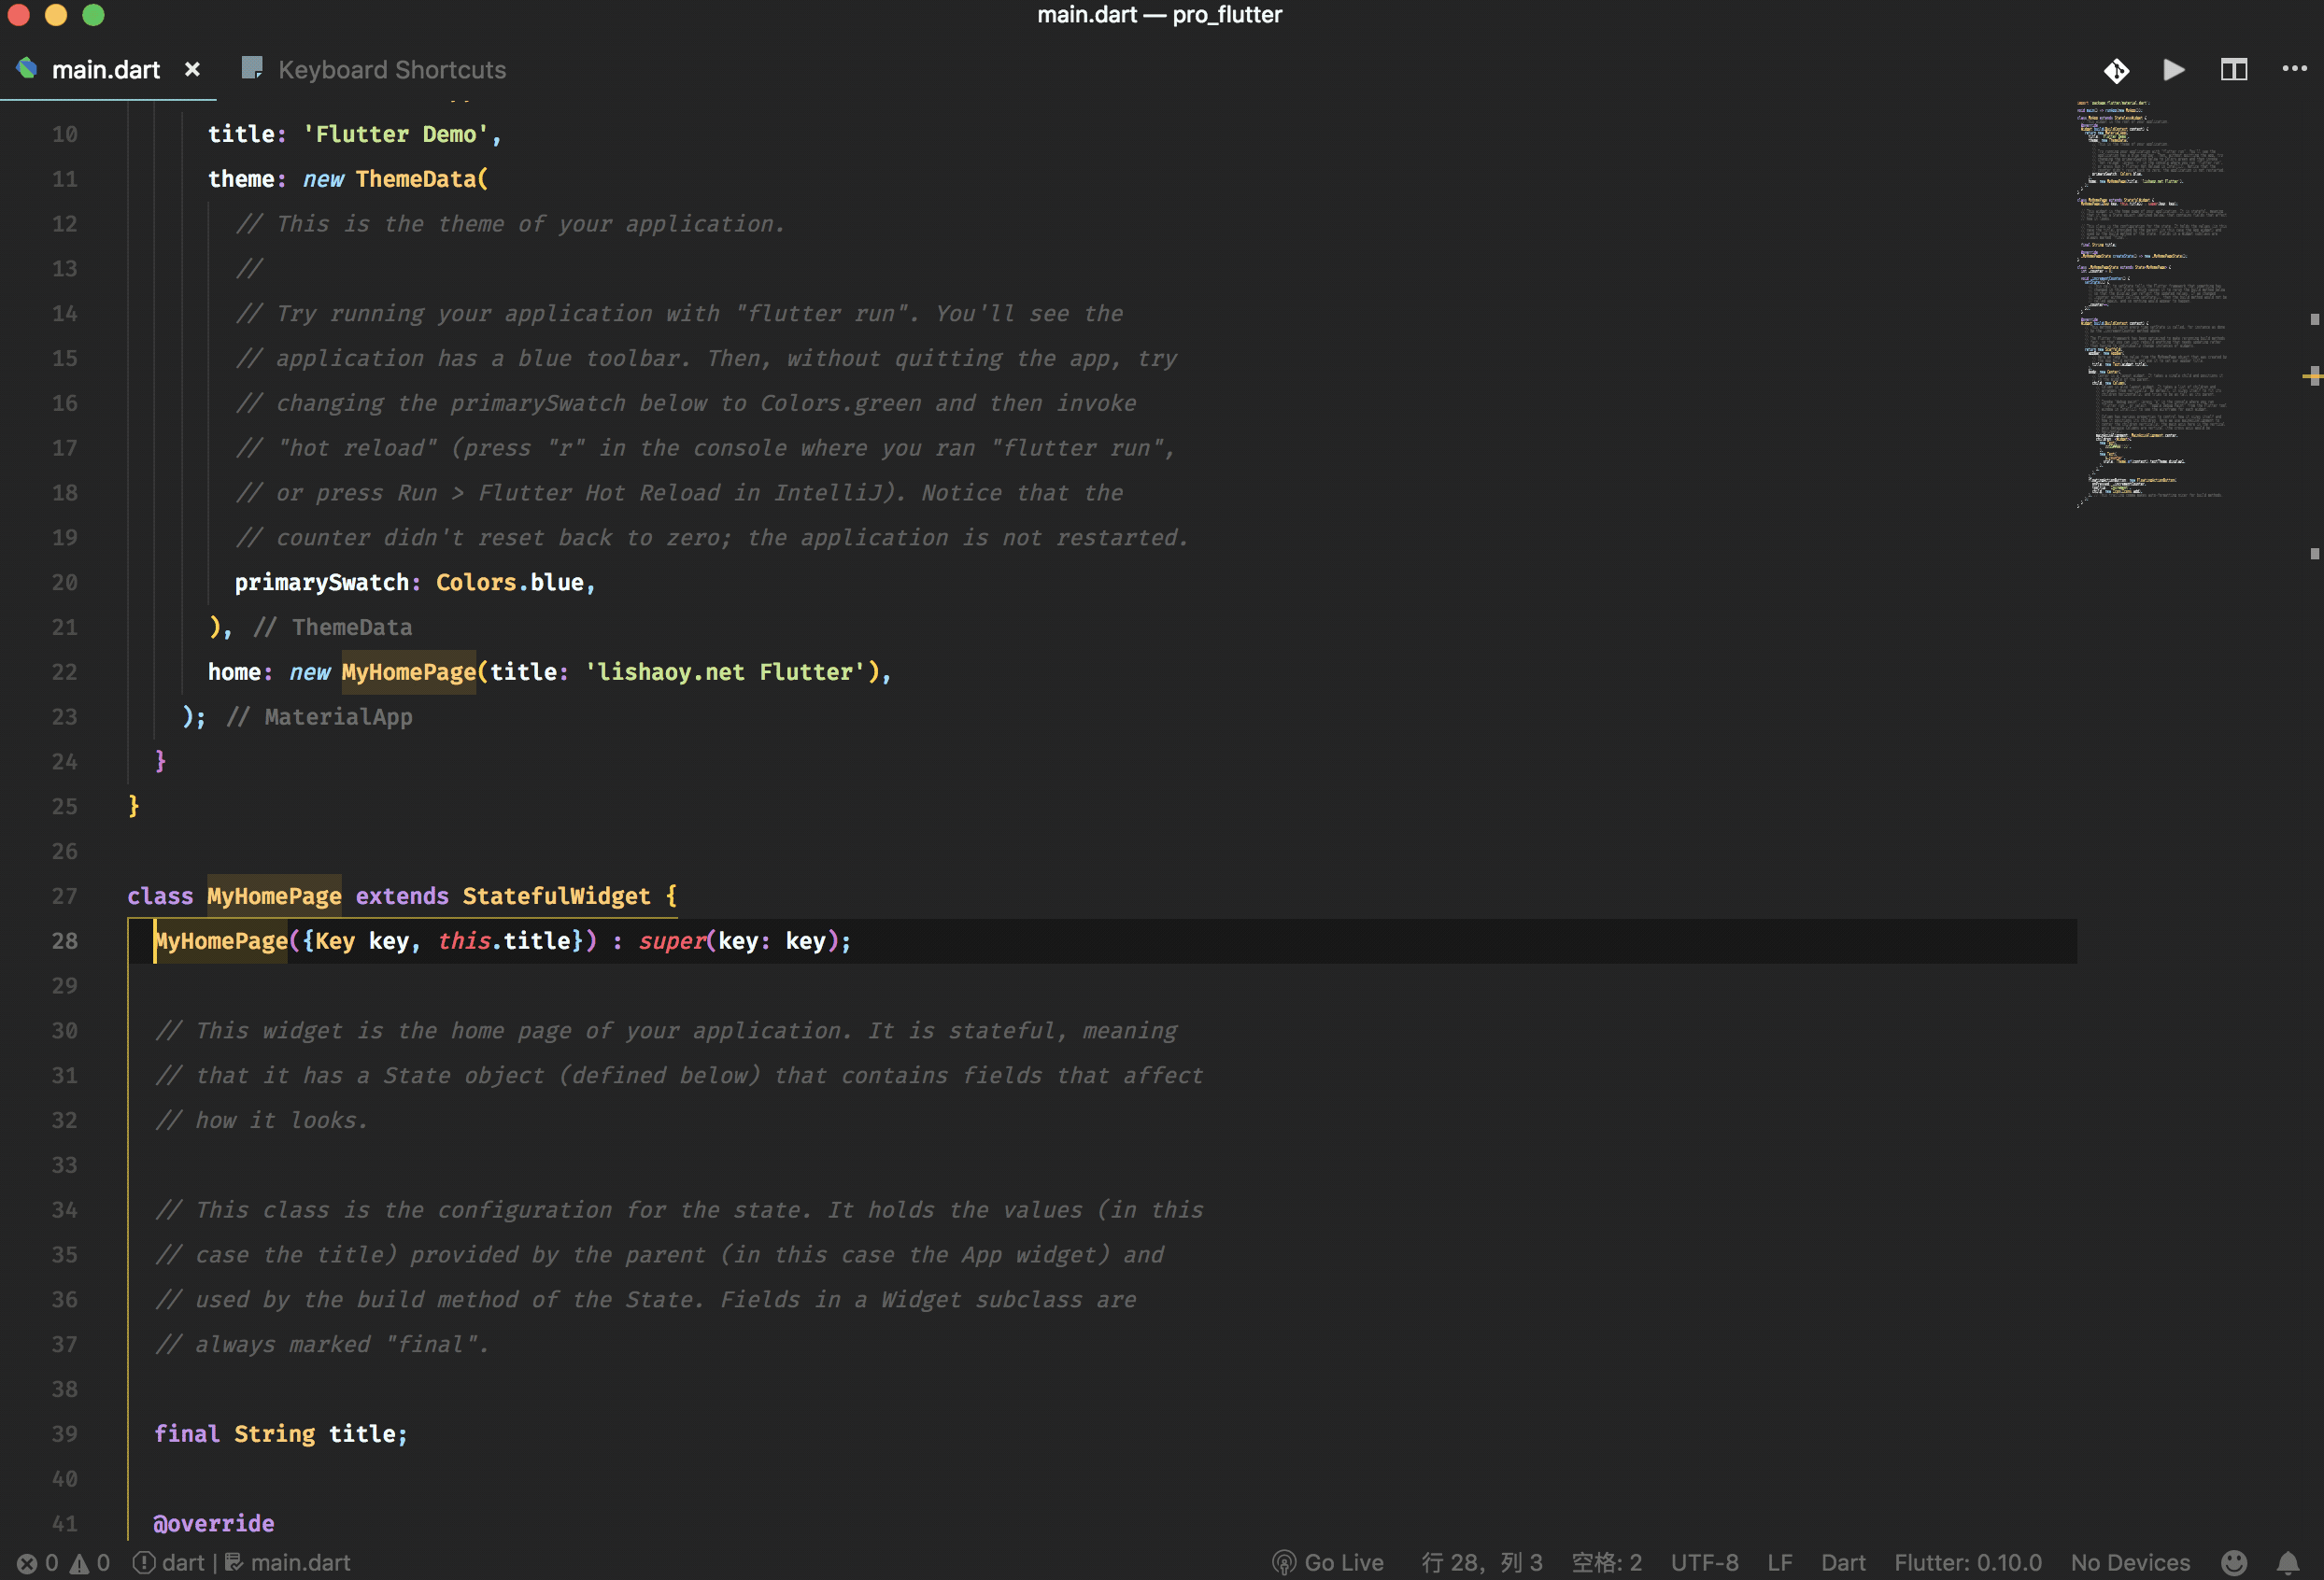 main.dart — pro_flutter
main.dart × Keyboard Shortcuts
10 title: 'Flutter Demo',
11 theme: new ThemeData(
12 // This is the theme of your application.
13 //
14 // Try running your application with "flutter run". You'll see the
15 // application has a blue toolbar. Then, without quitting the app, try
16 // changing the primarySwatch below to Colors.green and then invoke
17 // "hot reload" (press "r" in the console where you ran "flutter run",
18 // or press Run > Flutter Hot Reload in IntelliJ). Notice that the
19 // counter didn't reset back to zero; the application is not restarted.
20 primarySwatch: Colors.blue,
21 ), // ThemeData
22 home: new MyHomePage(title: 'lishaoy.net Flutter'),
23 ); // MaterialApp
24 }
25 }
26
27 class MyHomePage extends StatefulWidget {
28 MyHomePage({Key key, this.title}) : super(key: key);
29
30 // This widget is the home page of your application. It is stateful, meaning
31 // that it has a State object (defined below) that contains fields that affect
32 // how it looks.
33
34 // This class is the configuration for the state. It holds the values (in this
35 // case the title) provided by the parent (in this case the App widget) and
36 // used by the build method of the State. Fields in a Widget subclass are
37 // always marked "final".
38
39 final String title;
40
41 @override
0 0 dart | main.dart Go Live 行 28，列 3 空格: 2 UTF-8 LF Dart Flutter: 0.10.0 No Devices